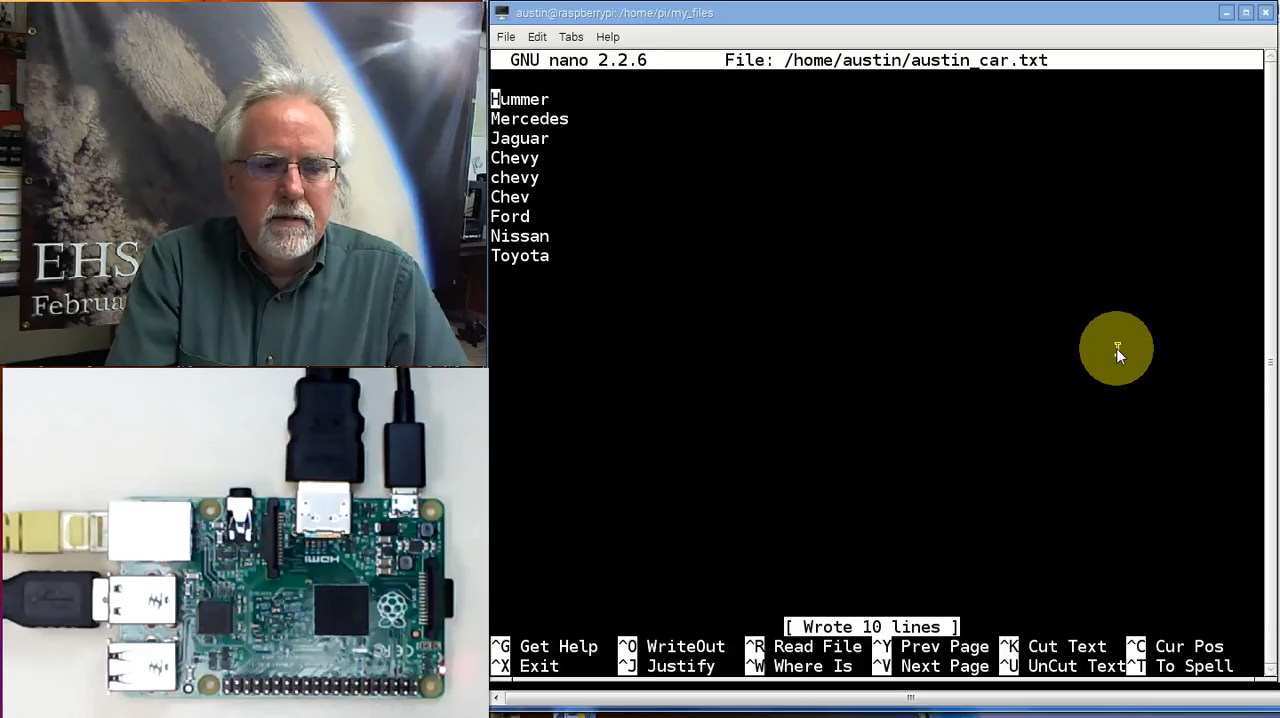 austin@raspberrypi: /home/pi/my_files
File Edit Tabs Help
GNU nano 2.2.6 File: /home/austin/austin_car.txt
Hummer
Mercedes
Jaguar
Chevy
chevy
Chev
Ford
Nissan
Toyota
[ Wrote 10 lines ]
^G Get Help ^O WriteOut ^R Read File ^Y Prev Page ^K Cut Text ^C Cur Pos
^X Exit ^J Justify ^W Where Is ^V Next Page ^U UnCut Text ^T To Spell
EHS
Februa
HDMI